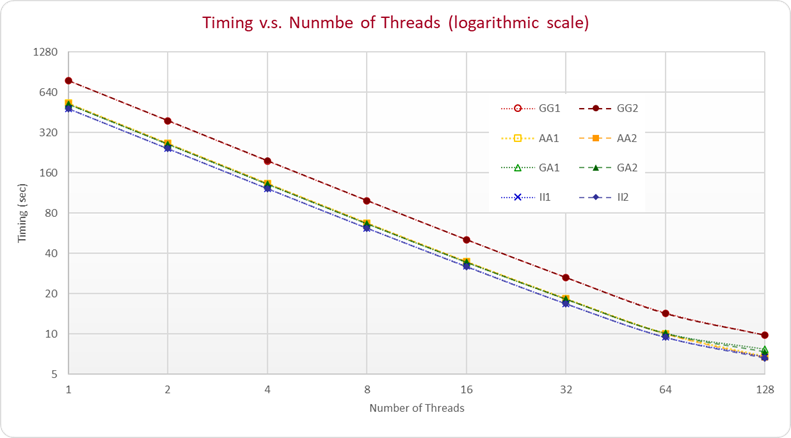 Timing v.s. Nunmbe of Threads (logarithmic scale)
1280
640
320
160
80
40
20
10
5
Timing (sec)
GG1 GG2
AA1 AA2
GA1 GA2
II1 II2
1 2 4 8 16 32 64 128
Number of Threads